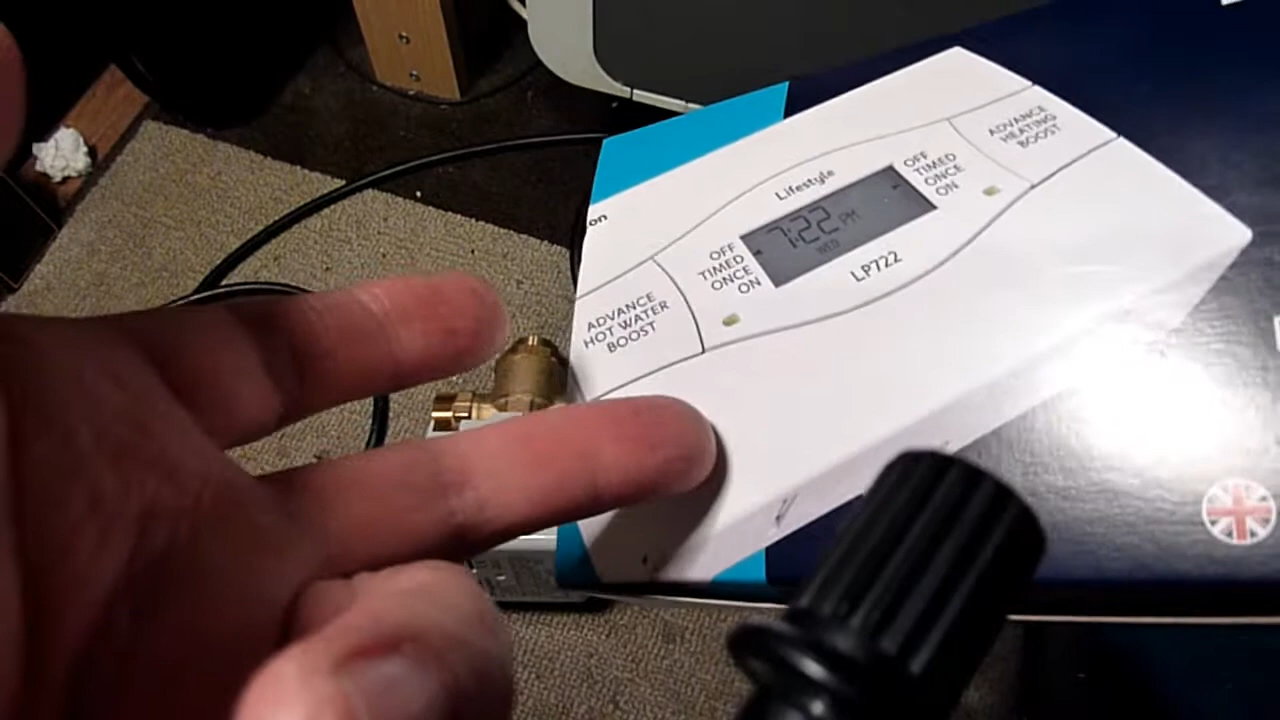 on
Lifestyle
7:22 PM
WED
LP722
OFF
TIMED
ONCE
ON
OFF
TIMED
ONCE
ON
ADVANCE
HEATING
BOOST
ADVANCE
HOT WATER
BOOST